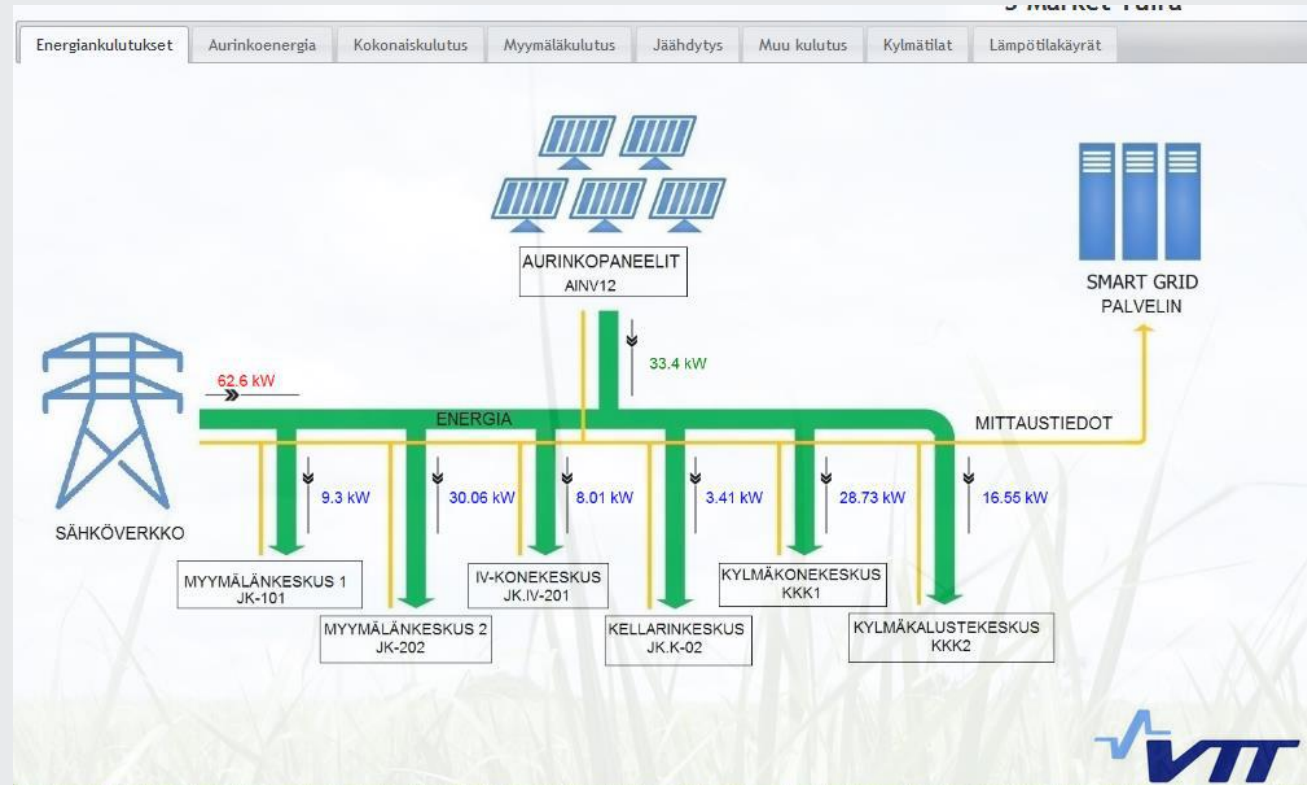 S-Market Tuira
Energiankulutukset
Aurinkoenergia
Kokonaiskulutus
Myymäläkulutus
Jäähdytys
Muu kulutus
Kylmätilat
Lämpötilakäyrät
AURINKOPANEELIT
AINV12
SMART GRID
PALVELIN
33.4 kW
62.6 kW
ENERGIA
MITTAUSTIEDOT
SÄHKÖVERKKO
9.3 kW
30.06 kW
8.01 kW
3.41 kW
28.73 kW
16.55 kW
MYYMÄLÄNKESKUS 1
JK-101
MYYMÄLÄNKESKUS 2
JK-202
IV-KONEKESKUS
JK.IV-201
KELLARINKESKUS
JK.K-02
KYLMÄKONEKESKUS
KKK1
KYLMÄKALUSTEKESKUS
KKK2
VTT